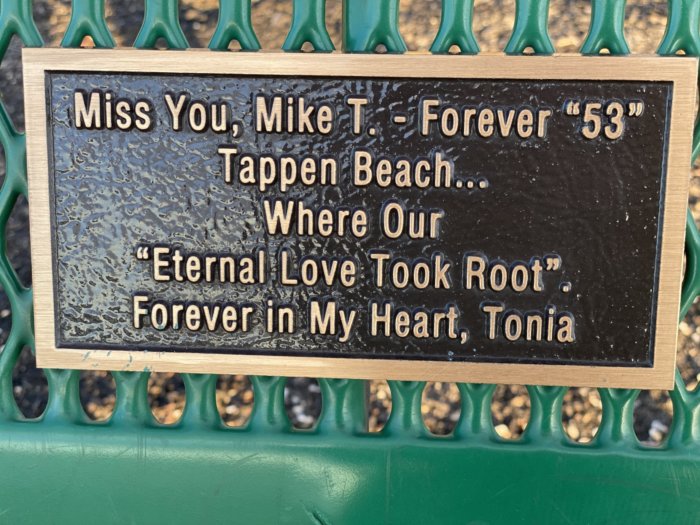 Miss You, Mike T. - Forever “53”
Tappen Beach...
Where Our
“Eternal Love Took Root”.
Forever in My Heart, Tonia